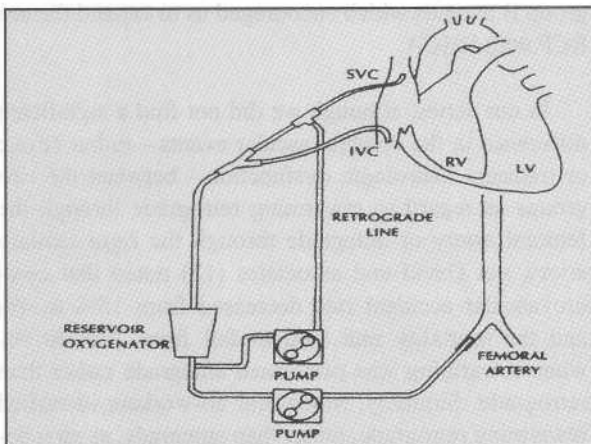 SVC
IVC
RV
LV
RETROGRADE
LINE
RESERVOIR
OXYGENATOR
PUMP
FEMORAL
ARTERY
PUMP